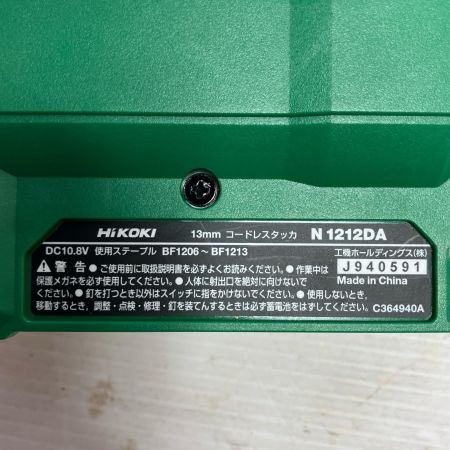 HiKOKI 13mm コードレスタッカ N 1212DA
DC10.8V 使用ステープル BF1206～BF1213 工機ホールディングス(株)
警告 ●ご使用前に取扱説明書を必ずよくお読みください。●作業中は J940591
保護メガネを必ず使用してください。●人体に射出口を絶対に向けないで Made in China
ください。●釘を打つとき以外はスイッチに指をかけないでください。●使用しないとき,
移動するとき, 調整・点検・修理・釘を装てんするときは必ず蓄電池をはずしてください。 C364940A